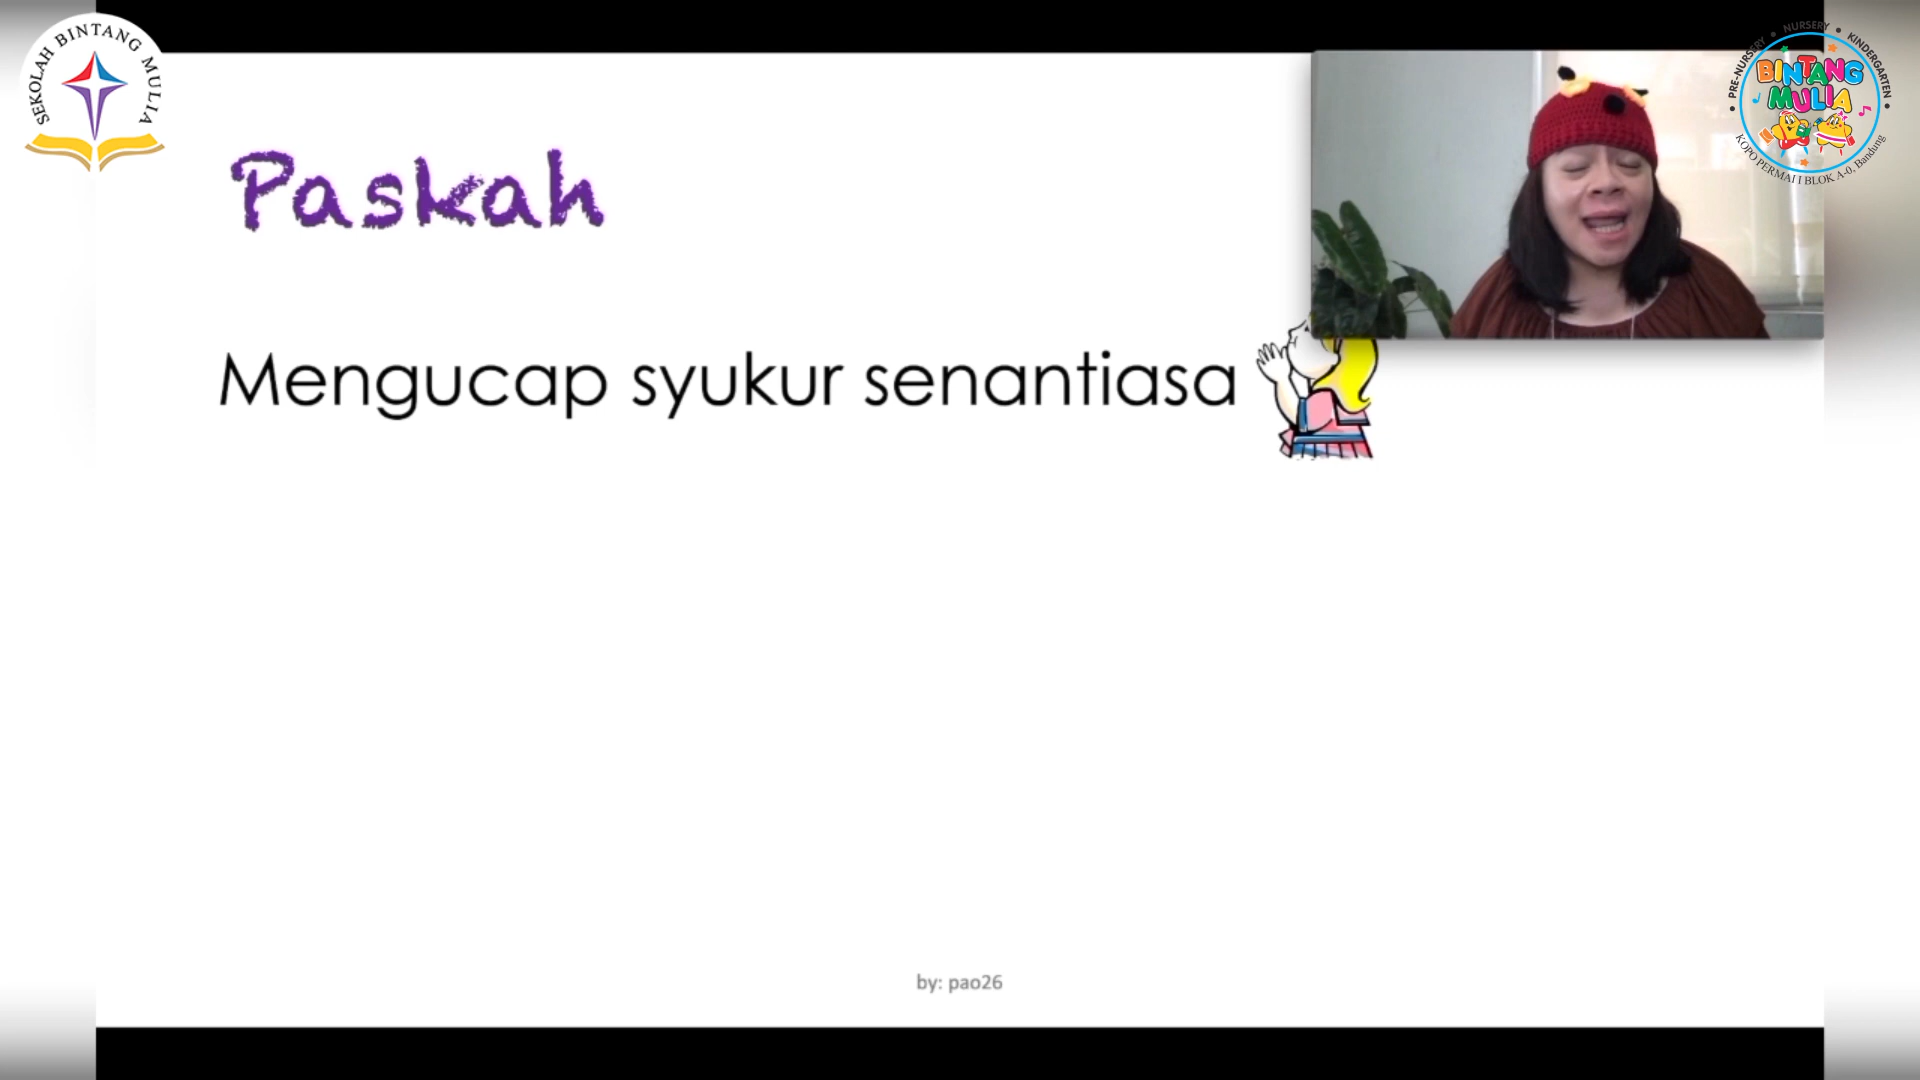 SEKOLAH BINTANG MULIA
Paskah
Mengucap syukur senantiasa
by: pao26
• PRE-NURSERY • NURSERY • KINDERGARTEN •
BINTANG
MULIA
KOPO PERMAI I BLOK A-0, Bandung